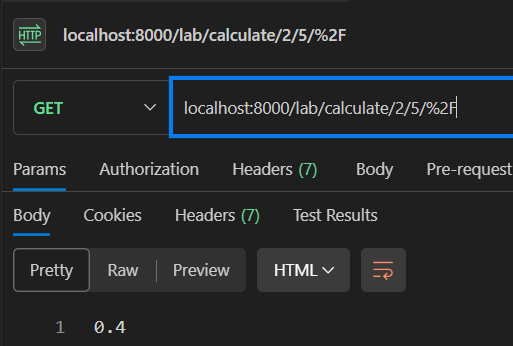 HTTP localhost:8000/lab/calculate/2/5/%2F
GET localhost:8000/lab/calculate/2/5/%2F
Params Authorization Headers (7) Body Pre-request
Body Cookies Headers (7) Test Results
Pretty Raw Preview HTML
1 0.4